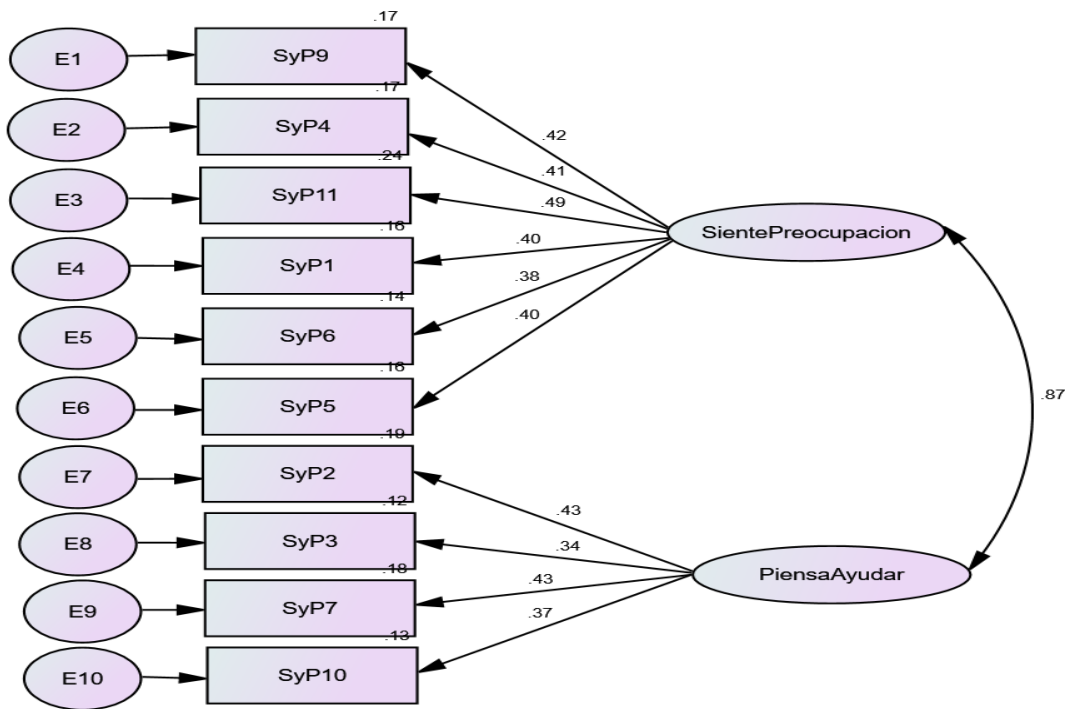 .17
E1
SyP9
.17
E2
SyP4
.42
.24
.41
E3
SyP11
.49
.16
SientePreocupacion
E4
SyP1
.40
.14
.38
E5
SyP6
.40
.16
E6
SyP5
.87
.19
E7
SyP2
.12
.43
E8
SyP3
.34
.18
PiensaAyudar
E9
SyP7
.43
.13
.37
E10
SyP10